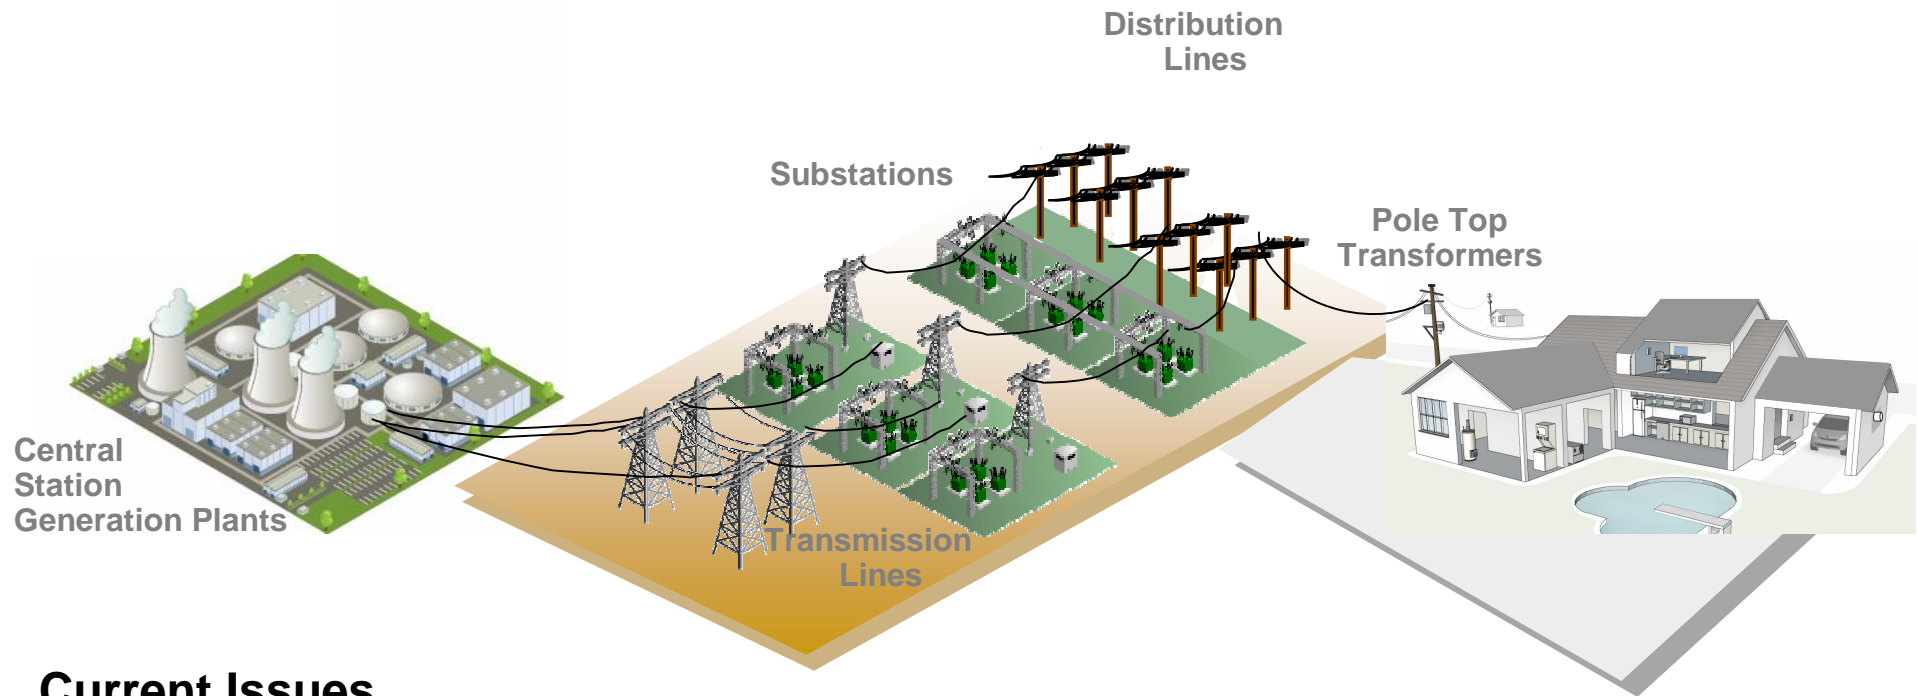 Distribution
Lines
Substations
Pole Top
Transformers
Central
Station
Generation Plants
Transmission
Lines
Current Issues